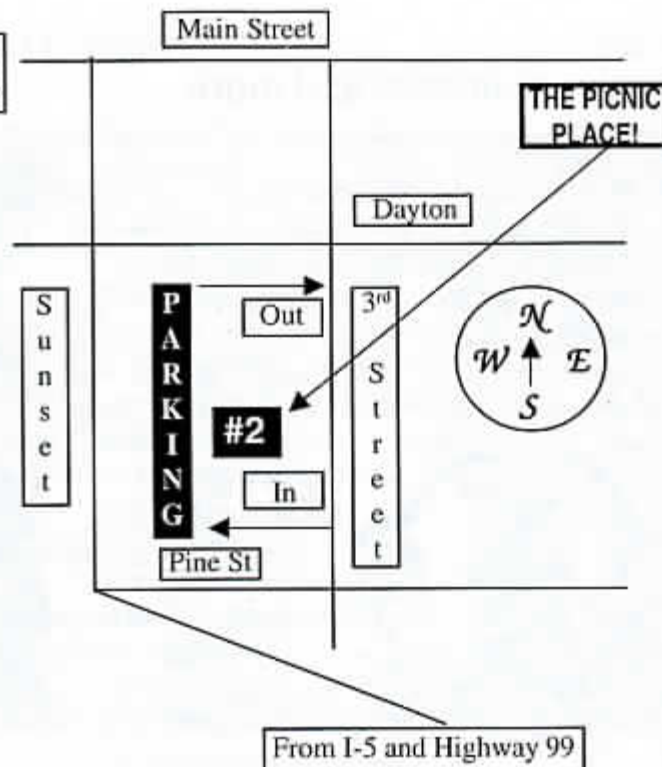 Main Street
THE PICNIC
PLACE!
Dayton
Sunset
PARKING
Out
3rd Street
N
W E
S
#2
In
Pine St
From I-5 and Highway 99